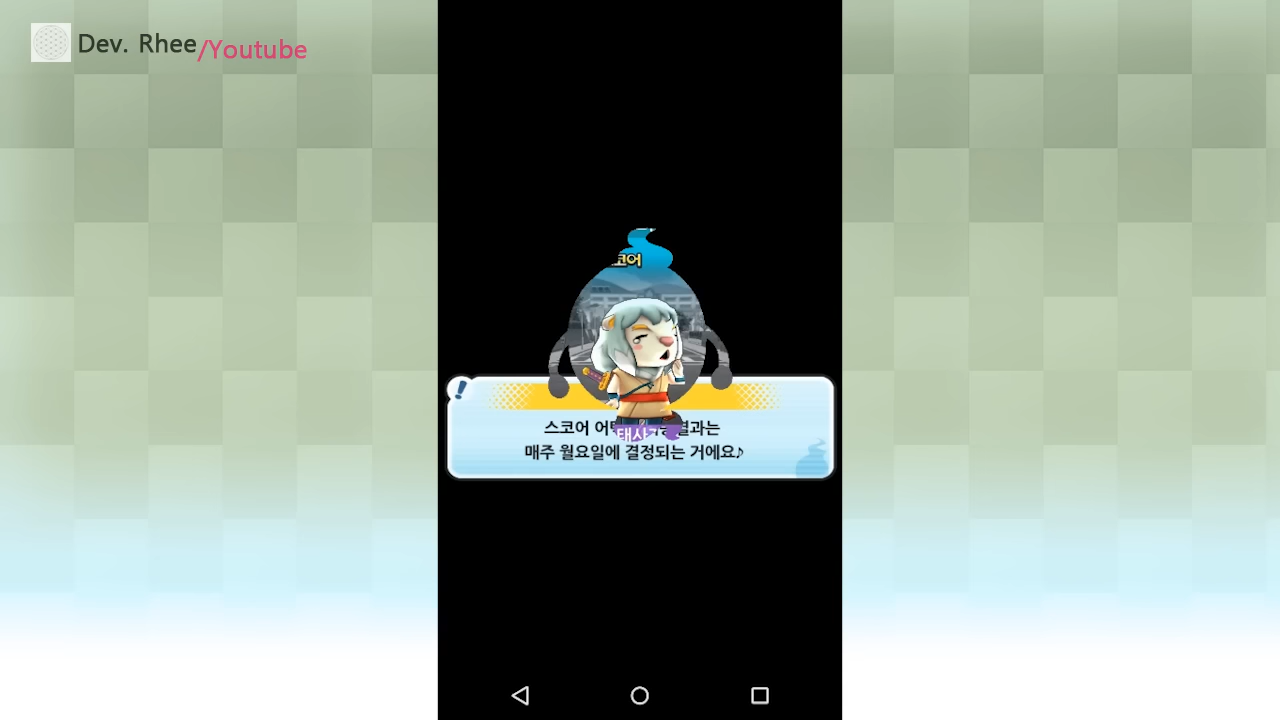 Dev. Rhee/Youtube
코어
!
스코어 어 결과는
태사
매주 월요일에 결정되는 거에요♪